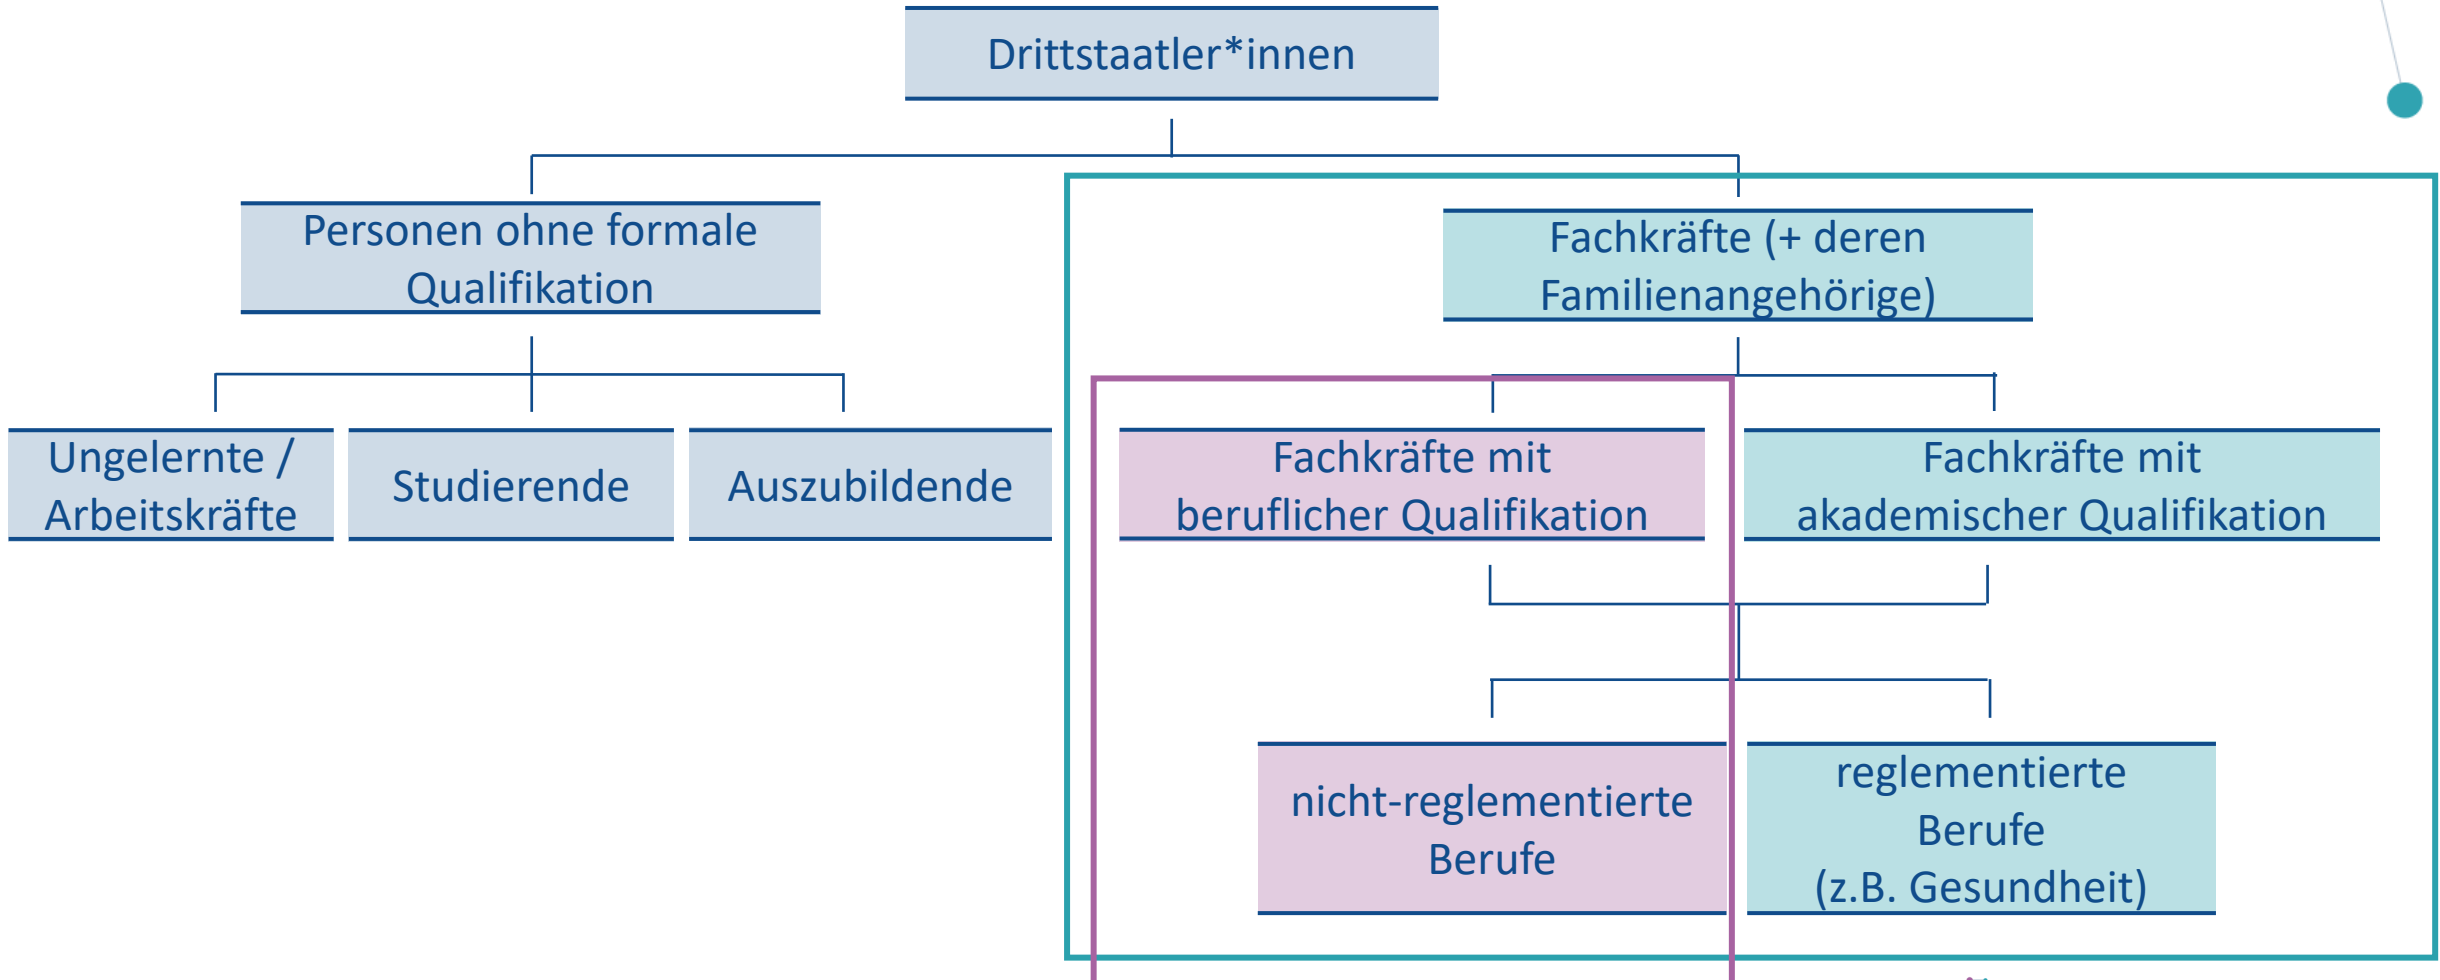 Drittstaatler*innen
Personen ohne formale
Qualifikation
Fachkräfte (+ deren
Familienangehörige)
Ungelernte /
Arbeitskräfte
Studierende
Auszubildende
Fachkräfte mit
beruflicher Qualifikation
Fachkräfte mit
akademischer Qualifikation
nicht-reglementierte
Berufe
reglementierte
Berufe
(z.B. Gesundheit)